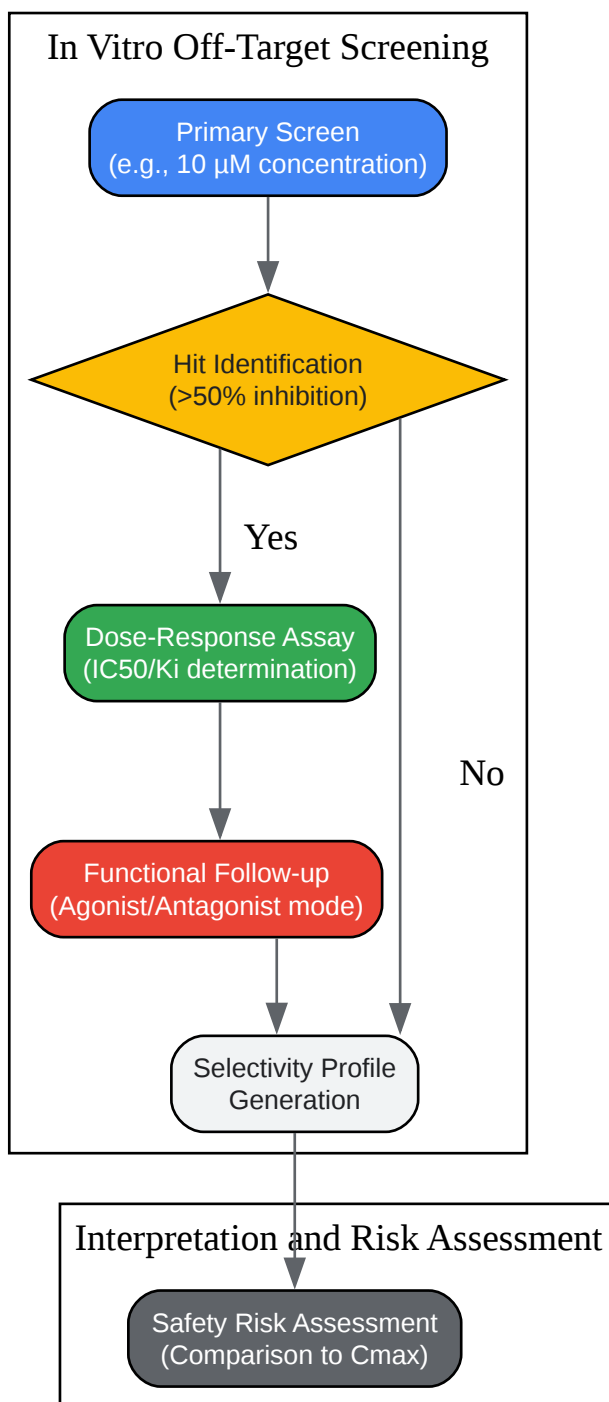 In Vitro Off-Target Screening
Primary Screen
(e.g., 10 µM concentration)
Hit Identification
(>50% inhibition)
Yes
Dose-Response Assay
(IC50/Ki determination)
No
Functional Follow-up
(Agonist/Antagonist mode)
Selectivity Profile
Generation
Interpretation and Risk Assessment
Safety Risk Assessment
(Comparison to Cmax)